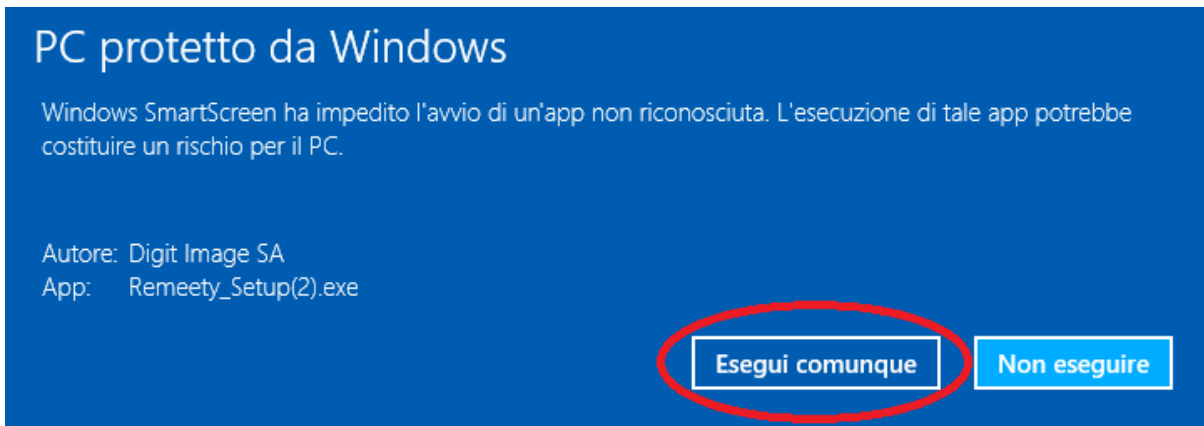 PC protetto da Windows
Windows SmartScreen ha impedito l'avvio di un'app non riconosciuta. L'esecuzione di tale app potrebbe
costituire un rischio per il PC.
Autore: Digit Image SA
App: Remeety_Setup(2).exe
Esegui comunque Non eseguire